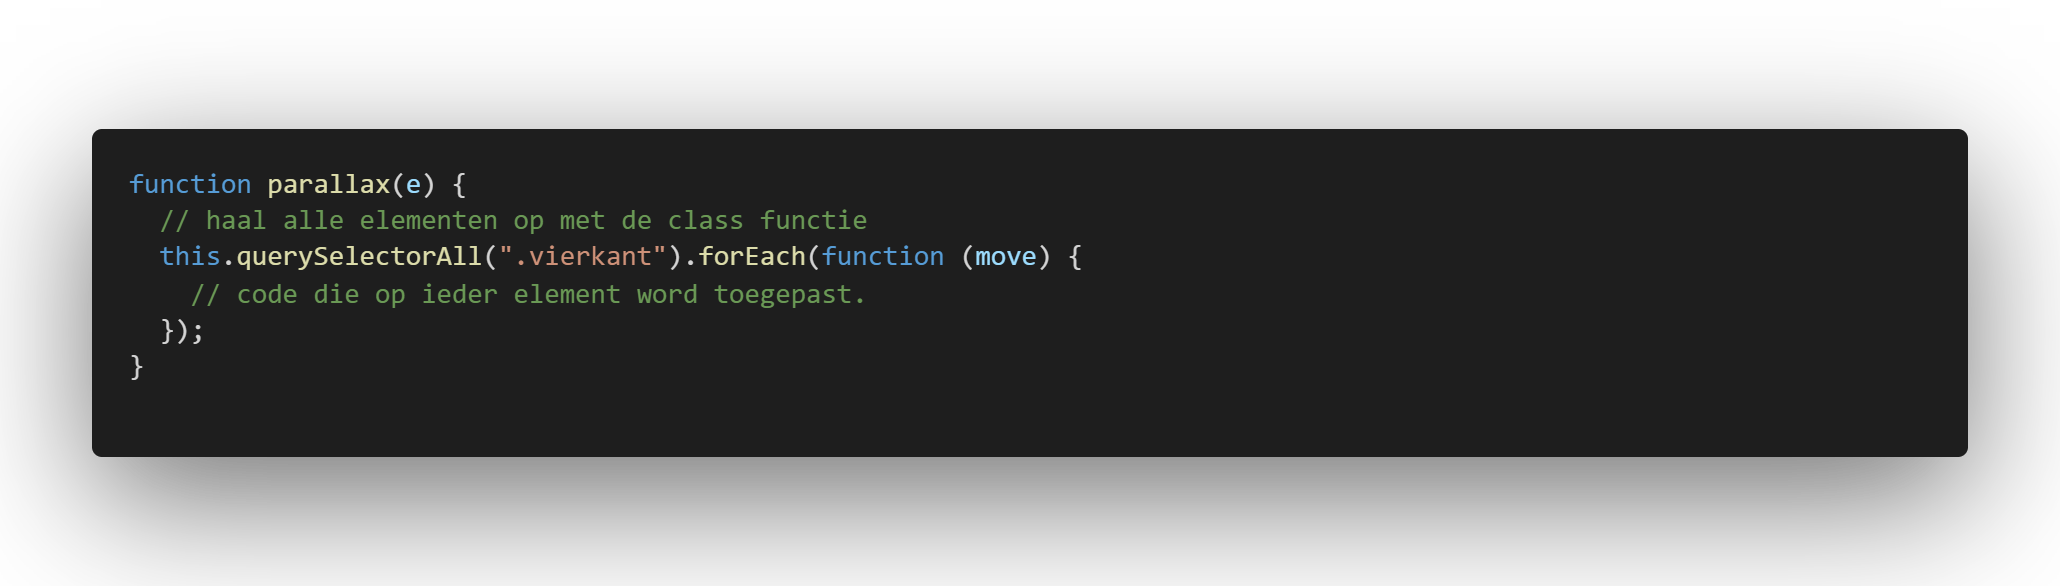 function parallax(e) {
  // haal alle elementen op met de class functie
  this.querySelectorAll(".vierkant").forEach(function (move) {
    // code die op ieder element word toegepast.
  });
}